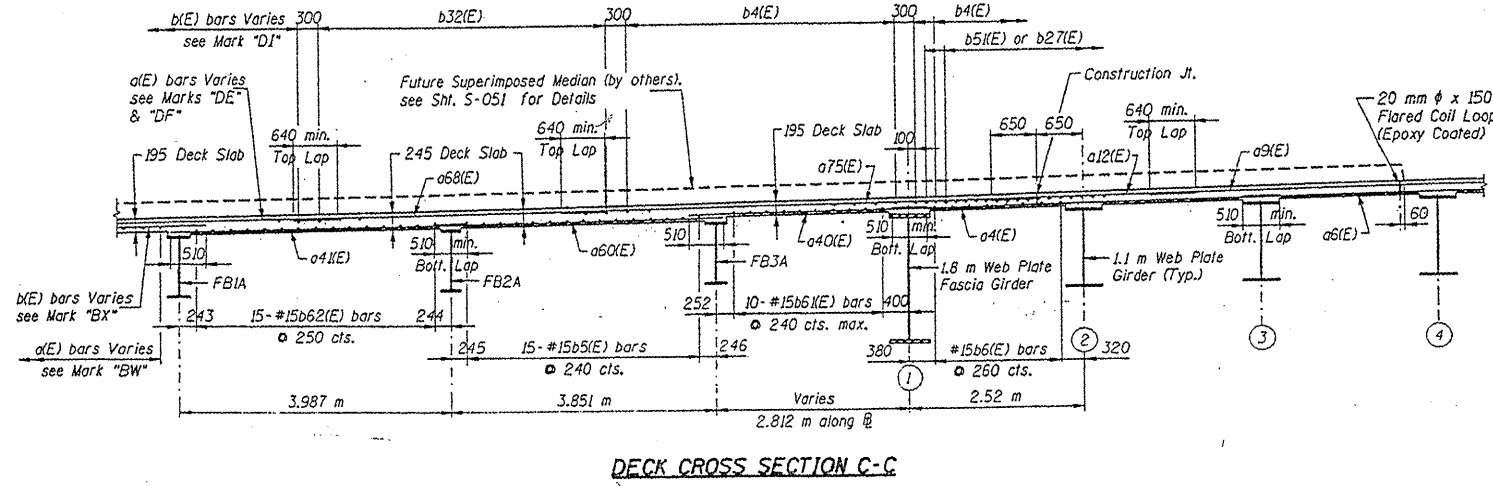 b(E) bars Varies
see Mark "DI"
300
b32(E)
300
b4(E)
300
b4(E)
b51(E) or b27(E)
a(E) bars Varies
see Marks "DE"
& "DF"
Future Superimposed Median (by others).
see Sht. S-051 for Details
Construction Jt.
20 mm ϕ x 150
Flared Coil Loop
(Epoxy Coated)
640 min.
Top Lap
640 min.
Top Lap
195 Deck Slab
100
650
650
640 min.
Top Lap
195 Deck Slab
245 Deck Slab
a68(E)
a75(E)
a12(E)
a9(E)
510
a41(E)
510 min.
Bott. Lap
a60(E)
510
a40(E)
510 min.
Bott. Lap
a4(E)
510 min.
Bott. Lap
a6(E)
60
FB1A
FB2A
FB3A
1.8 m Web Plate
Fascia Girder
1.1 m Web Plate
Girder (Typ.)
b(E) bars Varies
see Mark "BX"
243
15-#15b62(E) bars
@ 250 cts.
244
252
10-#15b61(E) bars
@ 240 cts. max.
400
a(E) bars Varies
see Mark "BW"
245
15-#15b5(E) bars
@ 240 cts.
246
380
#15b6(E) bars
@ 260 cts.
320
1
2
3
4
3.987 m
3.851 m
Varies
2.812 m along ⅊
2.52 m
DECK CROSS SECTION C-C